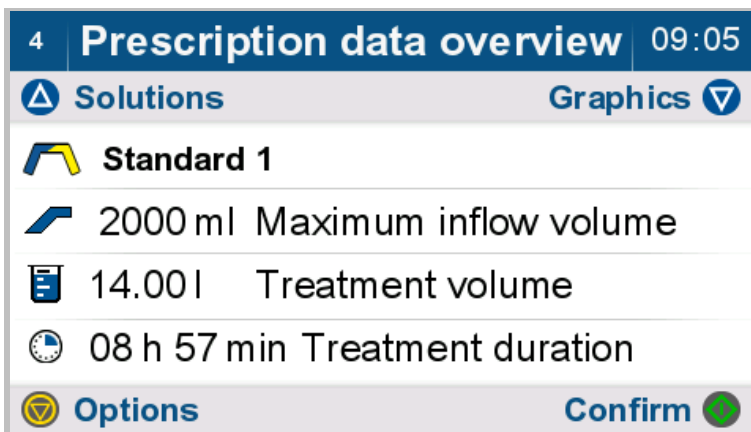 4 Prescription data overview 09:05
Solutions Graphics
Standard 1
2000 ml Maximum inflow volume
14.00 l Treatment volume
08 h 57 min Treatment duration
Options Confirm